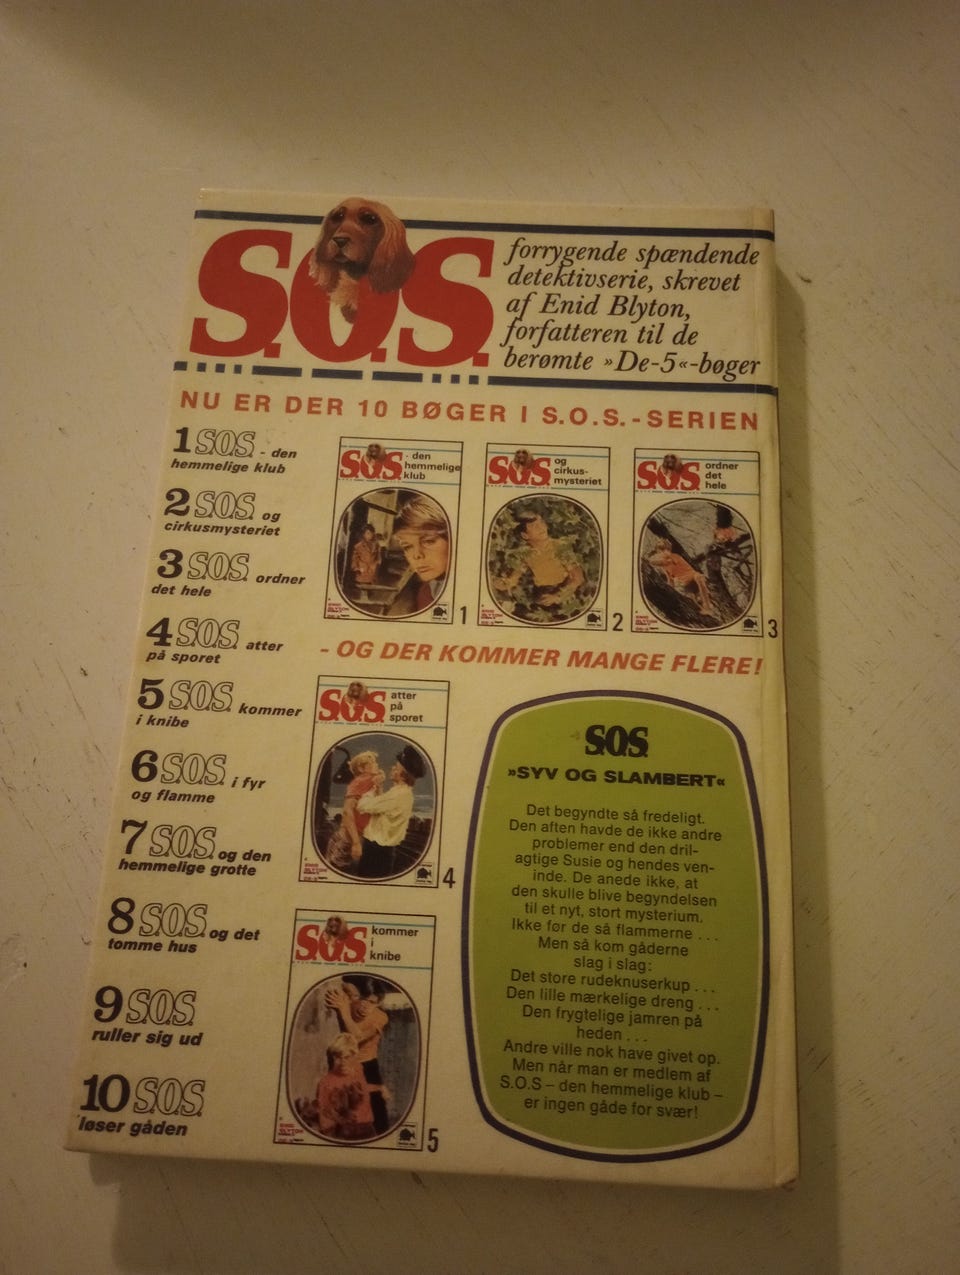 S.O.S.
forrygende spændende
detektivserie, skrevet
af Enid Blyton,
forfatteren til de
berømte »De-5«-bøger
NU ER DER 10 BØGER I S.O.S.-SERIEN
1 S.O.S. - den
hemmelige klub
2 S.O.S. og
cirkusmysteriet
3 S.O.S. ordner
det hele
4 S.O.S. atter
på sporet
5 S.O.S. kommer
i knibe
6 S.O.S. i fyr
og flamme
7 S.O.S. og den
hemmelige grotte
8 S.O.S. og det
tomme hus
9 S.O.S.
ruller sig ud
10 S.O.S.
løser gåden
S.O.S. - den
hemmelige
klub
1
S.O.S. og
cirkus-
mysteriet
2
S.O.S. ordner
det
hele
3
- OG DER KOMMER MANGE FLERE!
S.O.S. atter
på
sporet
4
S.O.S. kommer
i
knibe
5
S.O.S.
»SYV OG SLAMBERT«
Det begyndte så fredeligt.
Den aften havde de ikke andre
problemer end den dril-
agtige Susie og hendes ven-
inde. De anede ikke, at
den skulle blive begyndelsen
til et nyt, stort mysterium.
Ikke før de så flammerne . . .
Men så kom gåderne
slag i slag:
Det store rudeknuserkup . . .
Den lille mærkelige dreng . . .
Den frygtelige jamren på
heden . . .
Andre ville nok have givet op.
Men når man er medlem af
S.O.S – den hemmelige klub –
er ingen gåde for svær!